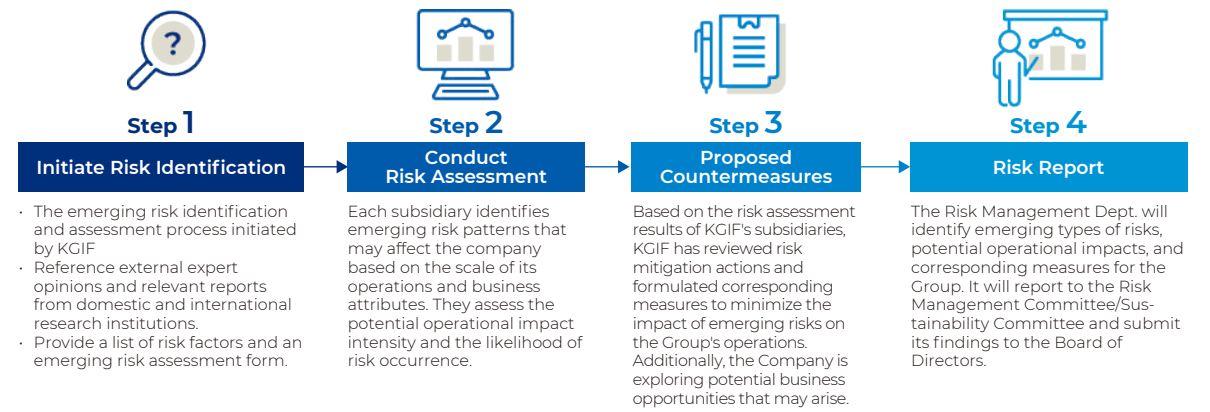 ?
Step 1
Initiate Risk Identification
· The emerging risk identification
and assessment process initiated
by KGIF
· Reference external expert
opinions and relevant reports
from domestic and international
research institutions.
· Provide a list of risk factors and an
emerging risk assessment form.
Step 2
Conduct
Risk Assessment
Each subsidiary identifies
emerging risk patterns that
may affect the company
based on the scale of its
operations and business
attributes. They assess the
potential operational impact
intensity and the likelihood of
risk occurrence.
Step 3
Proposed
Countermeasures
Based on the risk assessment
results of KGIF's subsidiaries,
KGIF has reviewed risk
mitigation actions and
formulated corresponding
measures to minimize the
impact of emerging risks on
the Group's operations.
Additionally, the Company is
exploring potential business
opportunities that may arise.
Step 4
Risk Report
The Risk Management Dept. will
identify emerging types of risks,
potential operational impacts, and
corresponding measures for the
Group. It will report to the Risk
Management Committee/Sus-
tainability Committee and submit
its findings to the Board of
Directors.